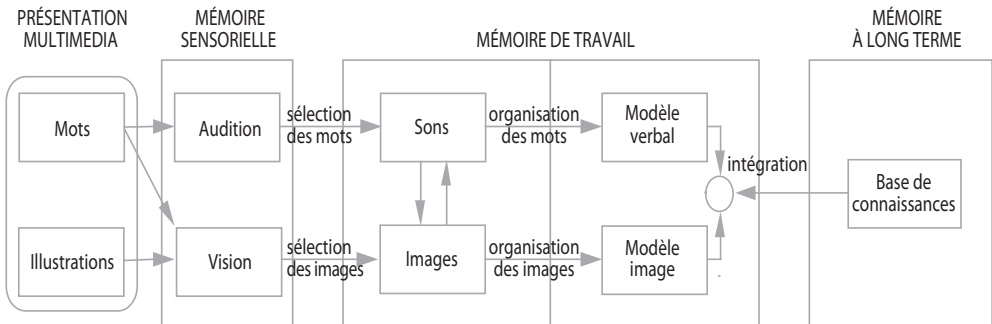 PRÉSENTATION
MULTIMEDIA
MÉMOIRE
SENSORIELLE
MÉMOIRE DE TRAVAIL
MÉMOIRE
À LONG TERME
Mots
Audition
sélection
des mots
Sons
organisation
des mots
Modèle
verbal
intégration
Base de
connaissances
Illustrations
Vision
sélection
des images
Images
organisation
des images
Modèle
image